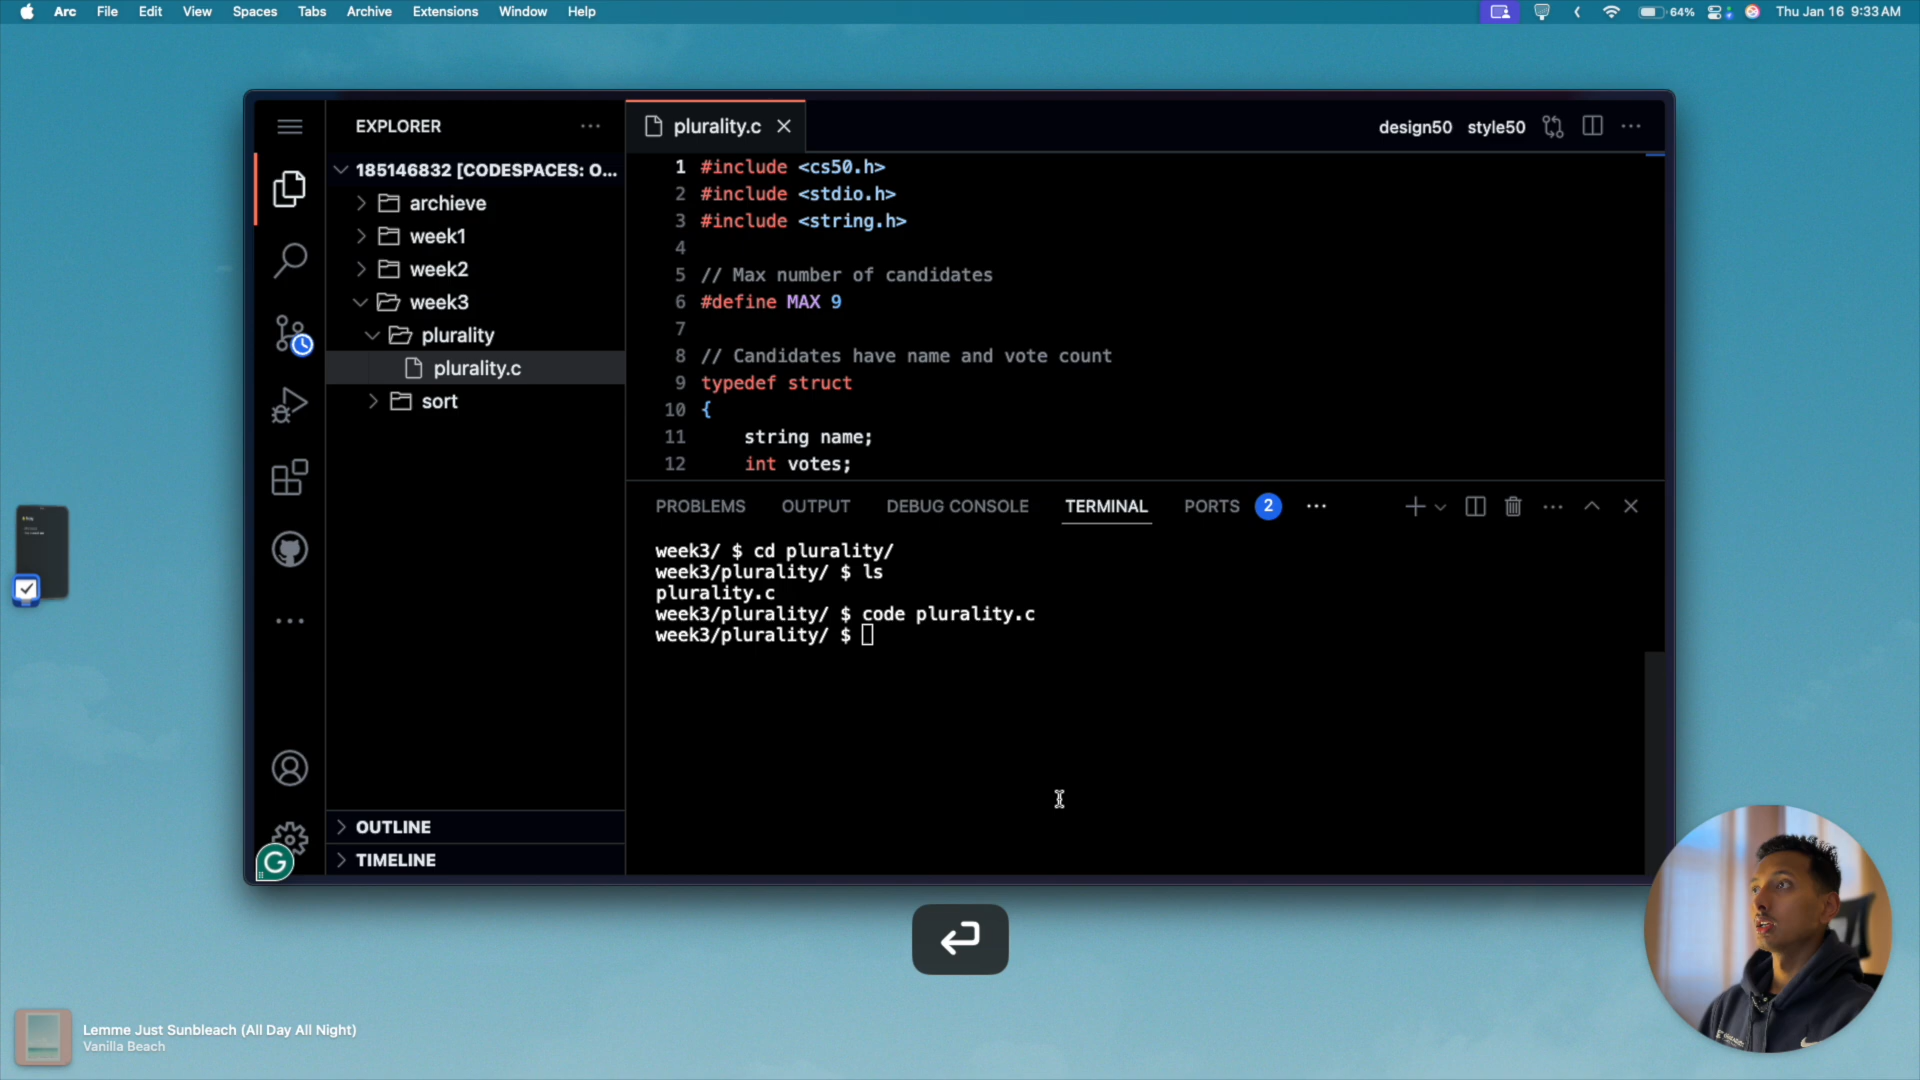 Arc File Edit View Spaces Tabs Archive Extensions Window Help
64% Thu Jan 16 9:33 AM
EXPLORER
185146832 [CODESPACES: O...
archieve
week1
week2
week3
plurality
plurality.c
sort
OUTLINE
TIMELINE
plurality.c
design50 style50
1 #include <cs50.h>
2 #include <stdio.h>
3 #include <string.h>
4
5 // Max number of candidates
6 #define MAX 9
7
8 // Candidates have name and vote count
9 typedef struct
10 {
11 string name;
12 int votes;
PROBLEMS OUTPUT DEBUG CONSOLE TERMINAL PORTS 2
week3/ $ cd plurality/
week3/plurality/ $ ls
plurality.c
week3/plurality/ $ code plurality.c
week3/plurality/ $
G
Lemme Just Sunbleach (All Day All Night)
Vanilla Beach